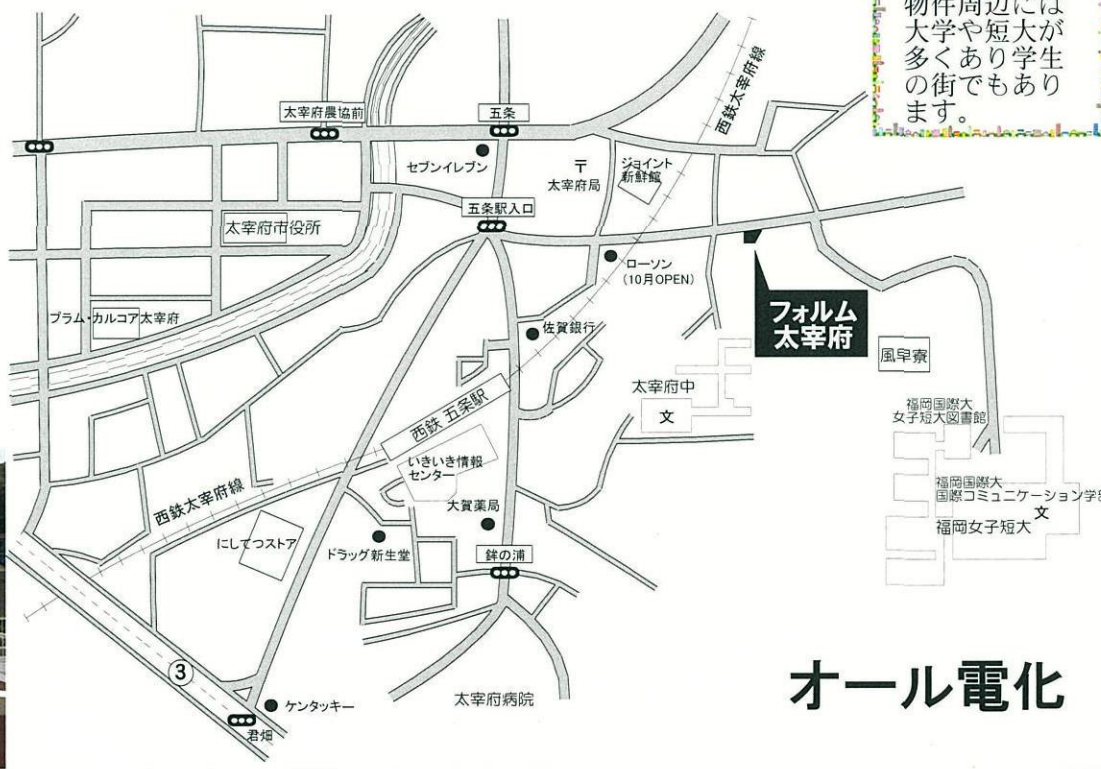 物件周辺には
大学や短大が
多くあり学生
の街でもあり
ます。
西鉄太宰府線
太宰府農協前
五条
セブンイレブン
〒
太宰府局
ジョイント
新鮮館
太宰府市役所
五条駅入口
ローソン
(10月OPEN)
プラム・カルコア太宰府
フォルム
太宰府
佐賀銀行
風早寮
太宰府中
文
西鉄 五条駅
福岡国際大
女子短大図書館
いきいき情報
センター
西鉄太宰府線
福岡国際大
国際コミュニケーション学部
文
福岡女子短大
大賀薬局
にしてつストア
ドラッグ新生堂
鉾の浦
3
太宰府病院
ケンタッキー
君畑
オール電化